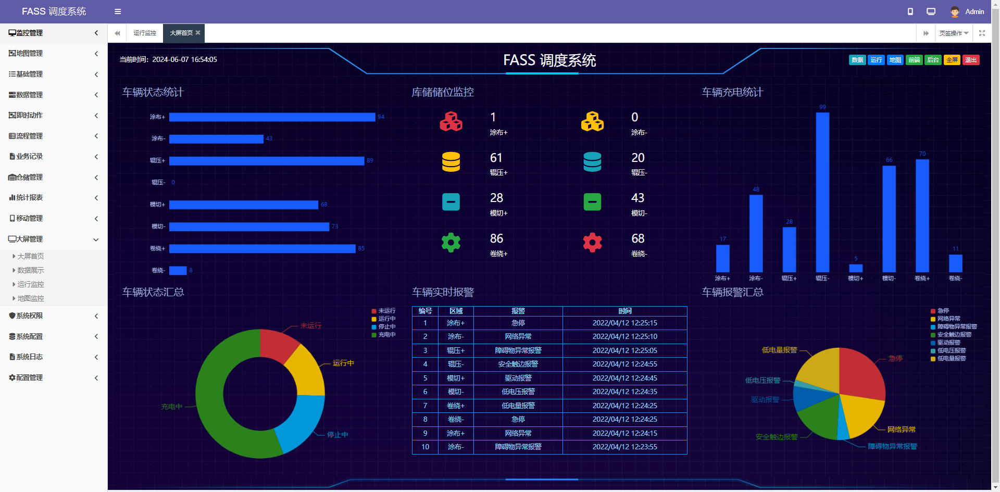 FASS 调度系统
Admin
监控管理
地图管理
基础管理
数据管理
即时动作
流程管理
业务记录
仓储管理
统计报表
移动管理
大屏管理
大屏首页
数据展示
运行监控
地图监控
系统权限
系统配置
系统日志
配置管理
运行监控
大屏首页
页签操作
当前时间：2024-06-07 16:54:05
FASS 调度系统
数据 运行 地图 前端 后台 全屏 退出
车辆状态统计
涂布+ 94
涂布- 43
辊压+ 89
辊压- 0
模切+ 68
模切- 73
卷绕+ 85
卷绕- 8
库储储位监控
1
涂布+
0
涂布-
61
辊压+
20
辊压-
28
模切+
43
模切-
86
卷绕+
68
卷绕-
车辆充电统计
17 48 28 99 5 66 70 11
涂布+ 涂布- 辊压+ 辊压- 模切+ 模切- 卷绕+ 卷绕-
车辆状态汇总
未运行
运行中
停止中
充电中
未运行
运行中
停止中
充电中
车辆实时报警
编号 区域 报警 时间
1 涂布+ 急停 2022/04/12 12:25:15
2 涂布- 网络异常 2022/04/12 12:25:10
3 辊压+ 障碍物异常报警 2022/04/12 12:25:05
4 辊压- 安全触边报警 2022/04/12 12:24:55
5 模切+ 驱动报警 2022/04/12 12:24:45
6 模切- 低电压报警 2022/04/12 12:24:35
7 卷绕+ 低电量报警 2022/04/12 12:24:25
8 卷绕- 急停 2022/04/12 12:24:25
9 涂布+ 网络异常 2022/04/12 12:24:15
10 涂布- 障碍物异常报警 2022/04/12 12:23:55
车辆报警汇总
急停
网络异常
障碍物异常报警
安全触边报警
驱动报警
低电压报警
低电量报警
低电量报警
急停
低电压报警
驱动报警
网络异常
安全触边报警
障碍物异常报警